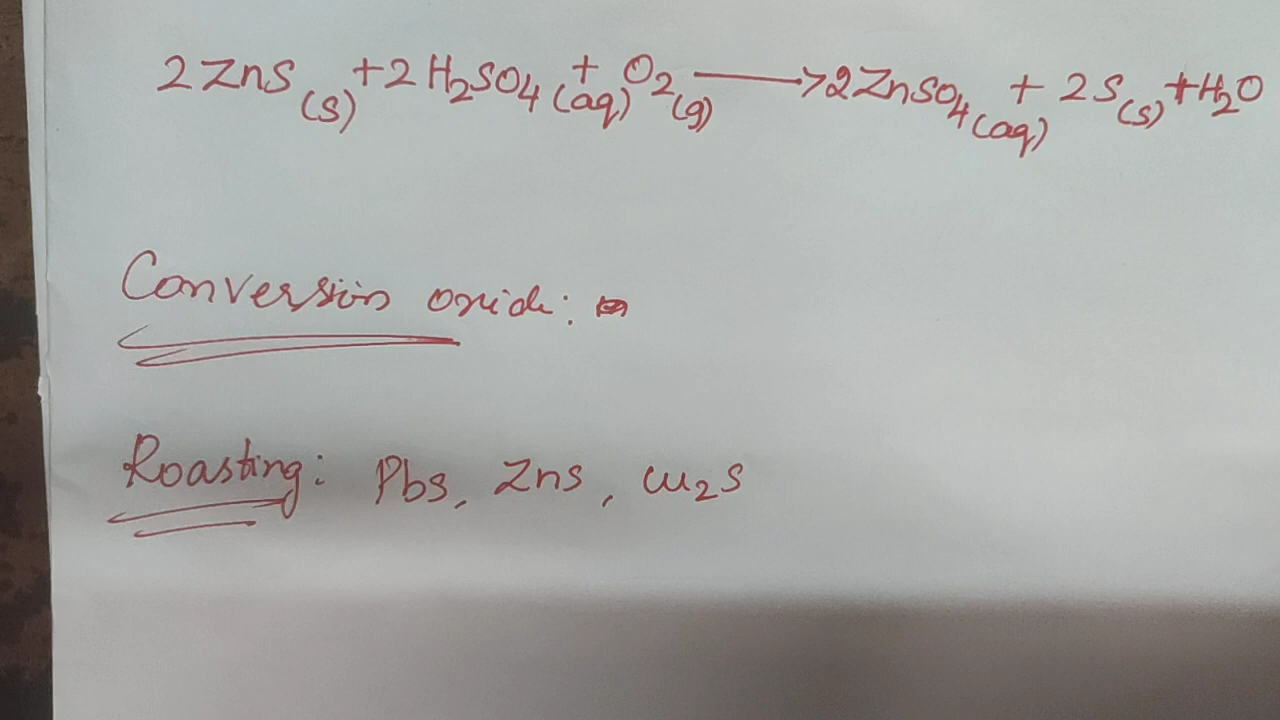 2ZnS(s) + 2H₂SO₄(aq) + O₂(g) → 2ZnSO₄(aq) + 2S(s) + H₂O
Conversion oxide:
Roasting: Pbs, Zns, Cu₂S